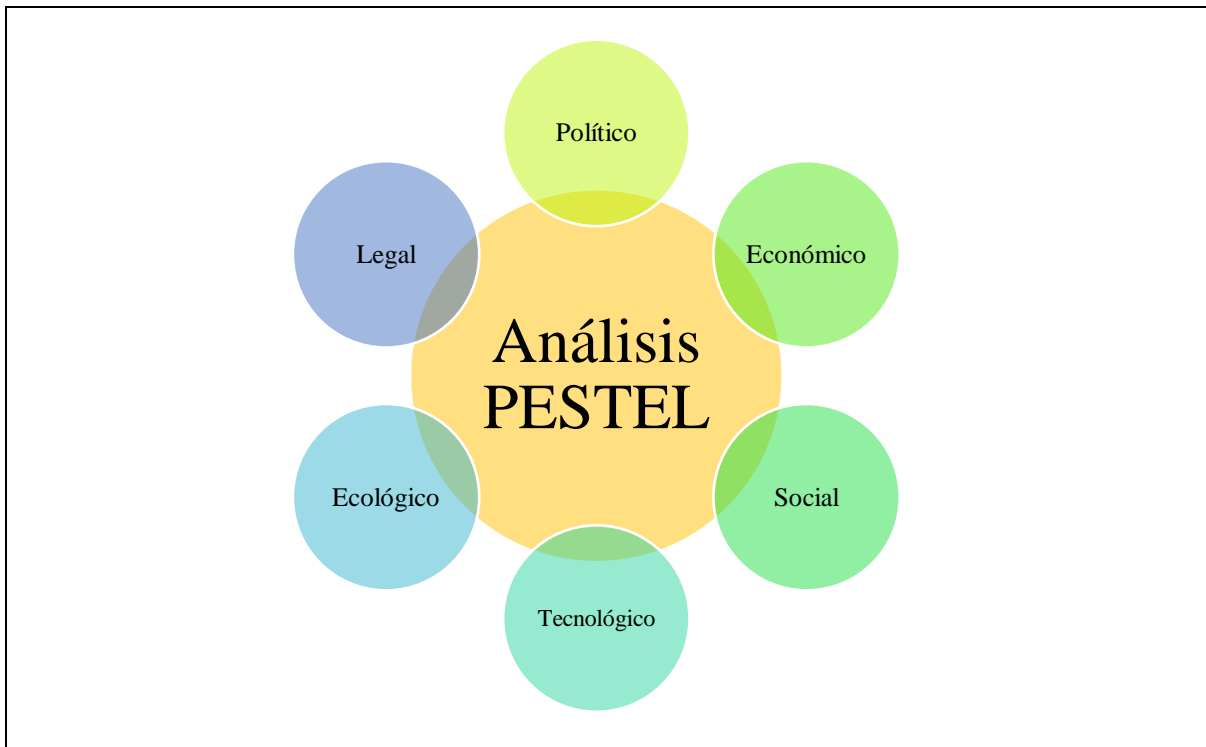 Político
Legal
Económico
Análisis
PESTEL
Ecológico
Social
Tecnológico